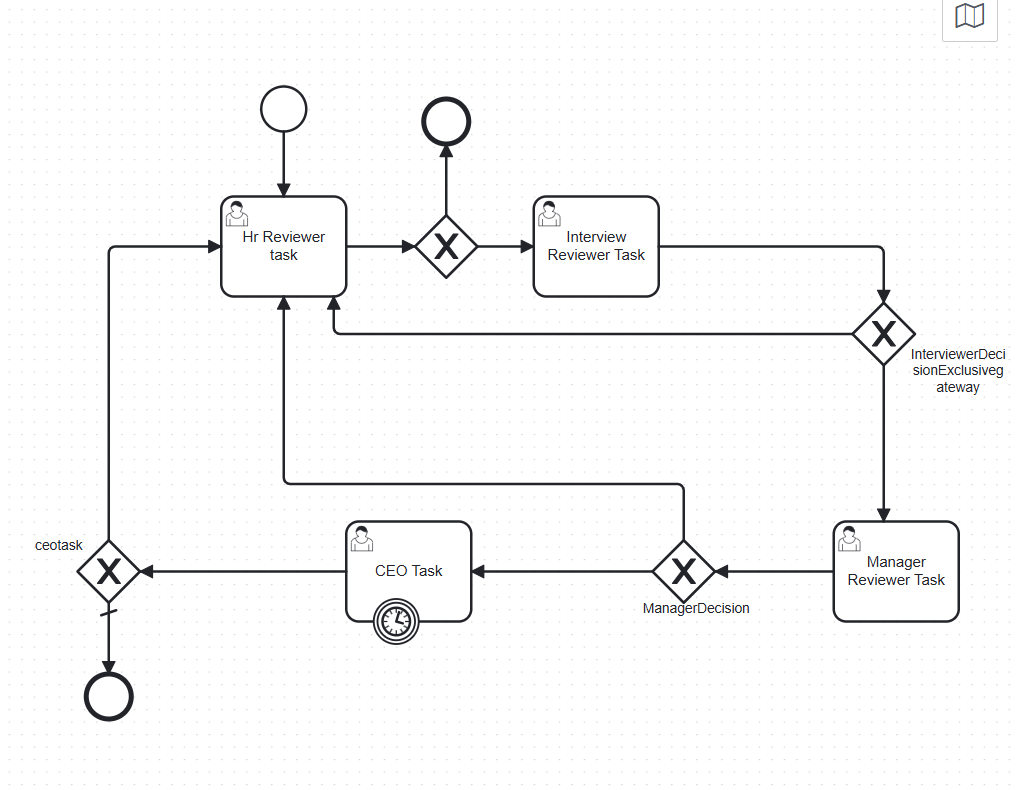 Hr Reviewer
task
Interview
Reviewer Task
InterviewerDeci
sionExclusiveg
ateway
ceotask
CEO Task
ManagerDecision
Manager
Reviewer Task